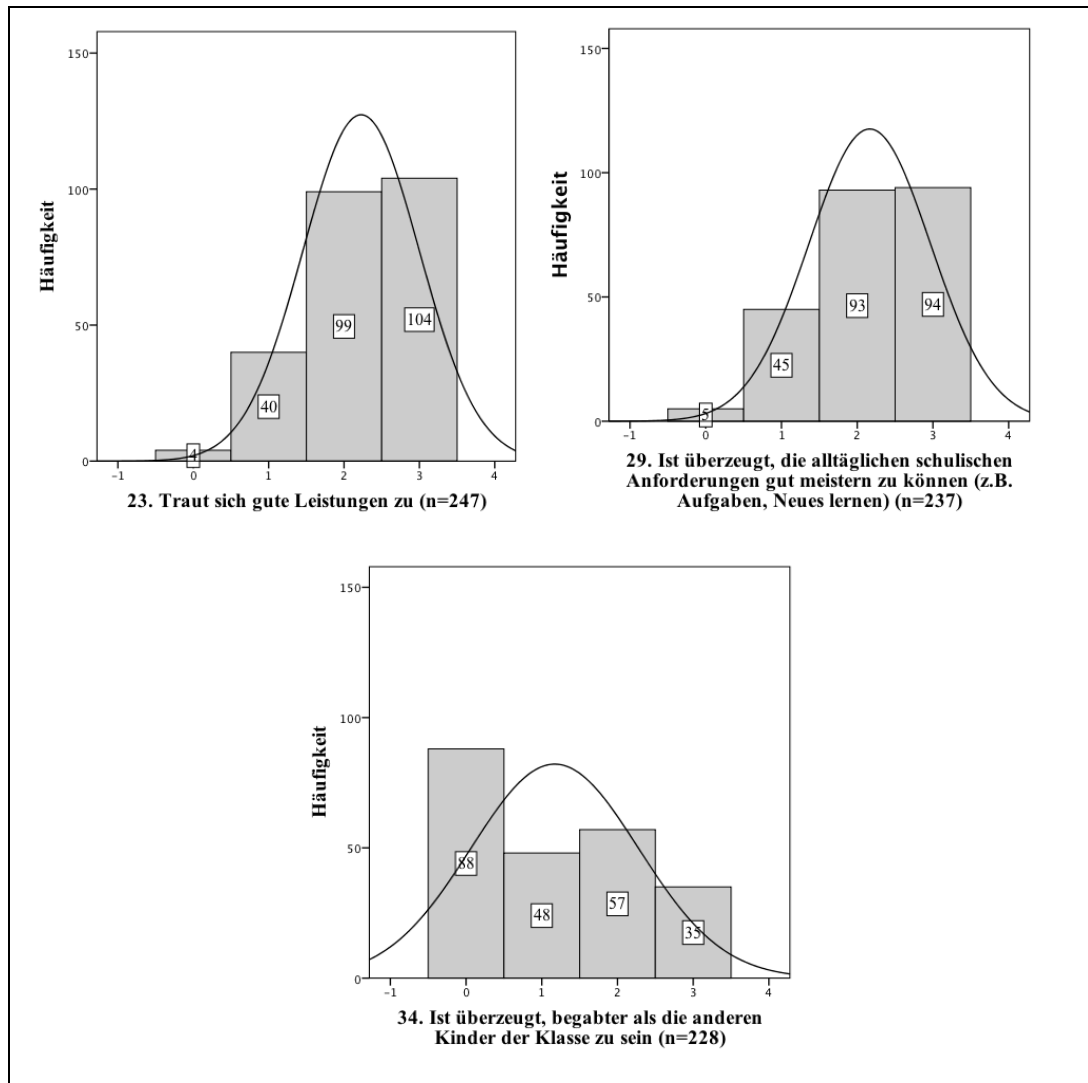 150
100
50
0
Häufigkeit
4
40
99
104
-1 0 1 2 3 4
23. Traut sich gute Leistungen zu (n=247)
150
100
50
0
Häufigkeit
5
45
93
94
-1 0 1 2 3 4
29. Ist überzeugt, die alltäglichen schulischen
Anforderungen gut meistern zu können (z.B.
Aufgaben, Neues lernen) (n=237)
150
100
50
0
Häufigkeit
88
48
57
35
-1 0 1 2 3 4
34. Ist überzeugt, begabter als die anderen
Kinder der Klasse zu sein (n=228)